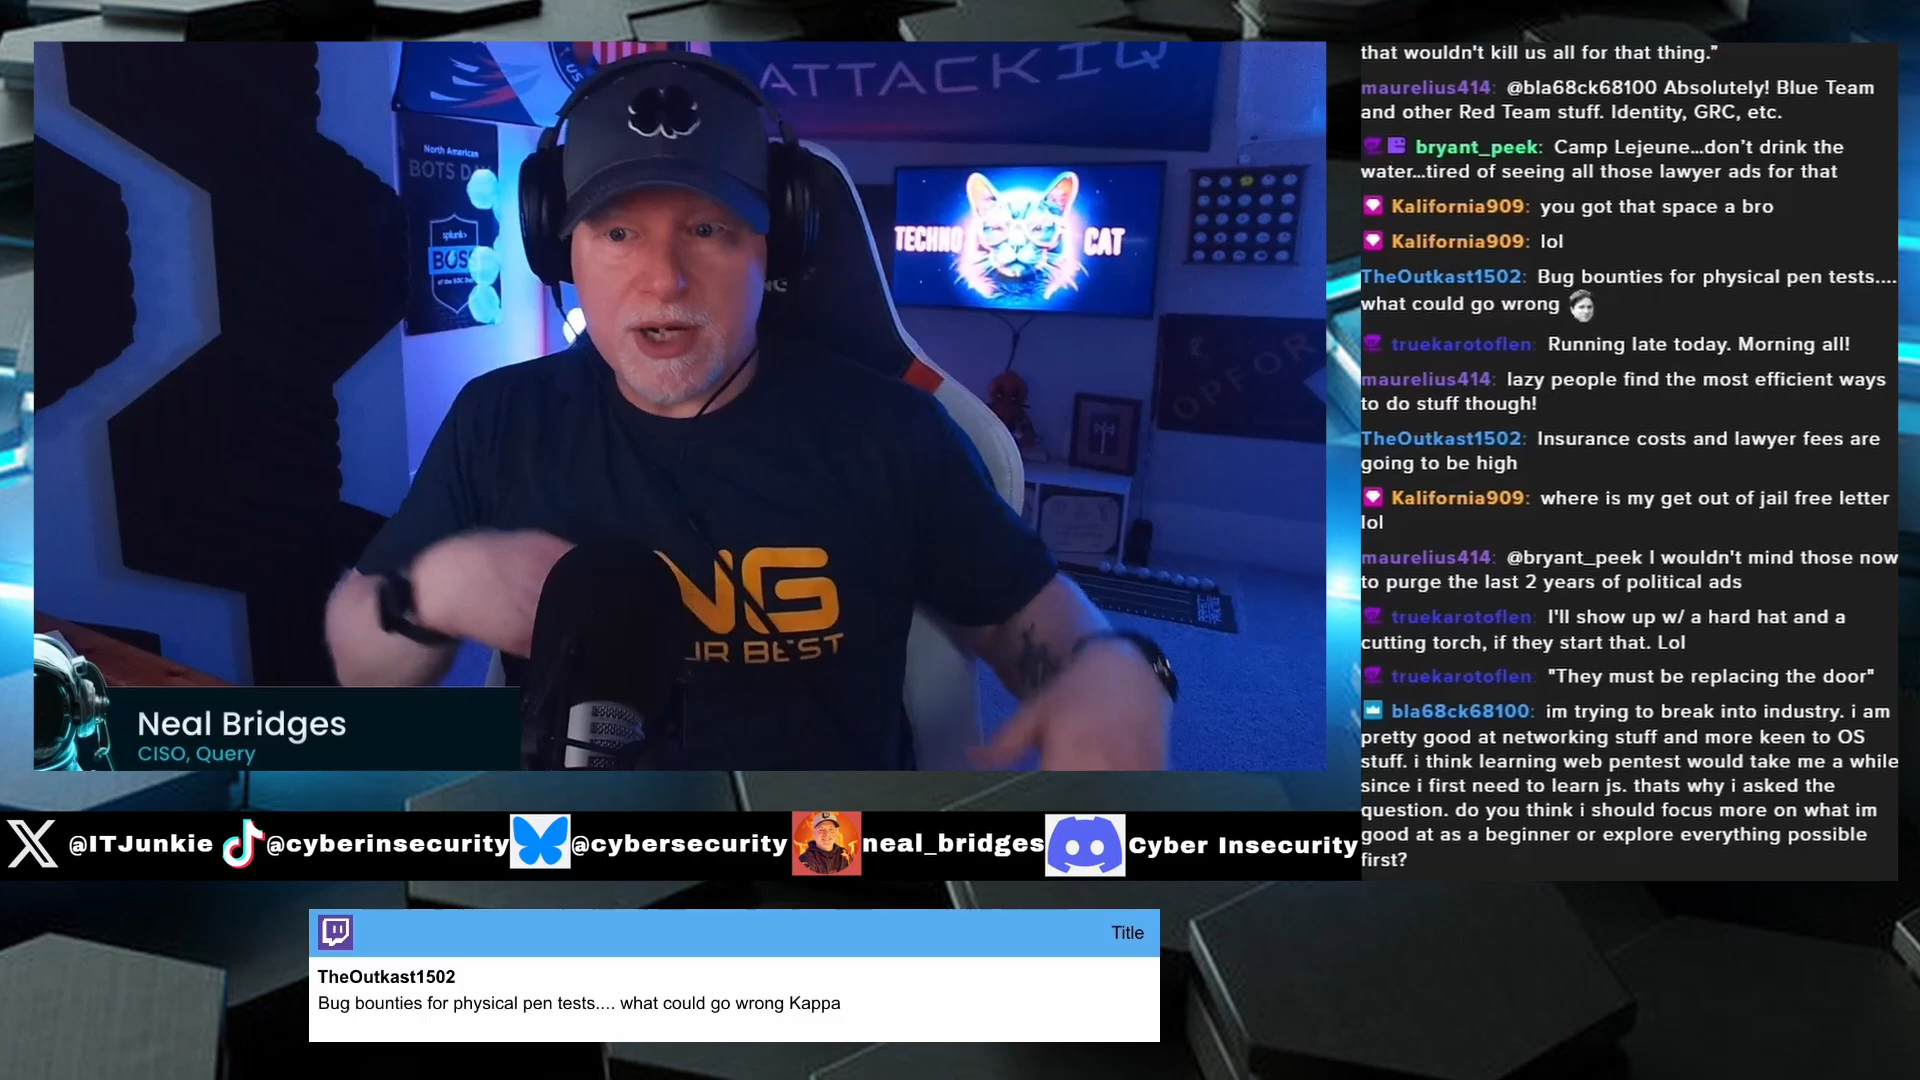 ATTACKIQ
North American
BOTS DAY
splunk>
BOSS
of the SOC
TECHNO CAT
OPFOR
UR BEST
Neal Bridges
CISO, Query
that wouldn't kill us all for that thing."
maurelius414: @bla68ck68100 Absolutely! Blue Team
and other Red Team stuff. Identity, GRC, etc.
bryant_peek: Camp Lejeune...don't drink the
water...tired of seeing all those lawyer ads for that
Kalifornia909: you got that space a bro
Kalifornia909: lol
TheOutkast1502: Bug bounties for physical pen tests....
what could go wrong
truekarotoflen: Running late today. Morning all!
maurelius414: lazy people find the most efficient ways
to do stuff though!
TheOutkast1502: Insurance costs and lawyer fees are
going to be high
Kalifornia909: where is my get out of jail free letter
lol
maurelius414: @bryant_peek I wouldn't mind those now
to purge the last 2 years of political ads
truekarotoflen: I'll show up w/ a hard hat and a
cutting torch, if they start that. Lol
truekarotoflen: "They must be replacing the door"
bla68ck68100: im trying to break into industry. i am
pretty good at networking stuff and more keen to OS
stuff. i think learning web pentest would take me a while
since i first need to learn js. thats why i asked the
question. do you think i should focus more on what im
good at as a beginner or explore everything possible
first?
@ITJunkie @cyberinsecurity @cybersecurity neal_bridges Cyber Insecurity
Title
TheOutkast1502
Bug bounties for physical pen tests.... what could go wrong Kappa